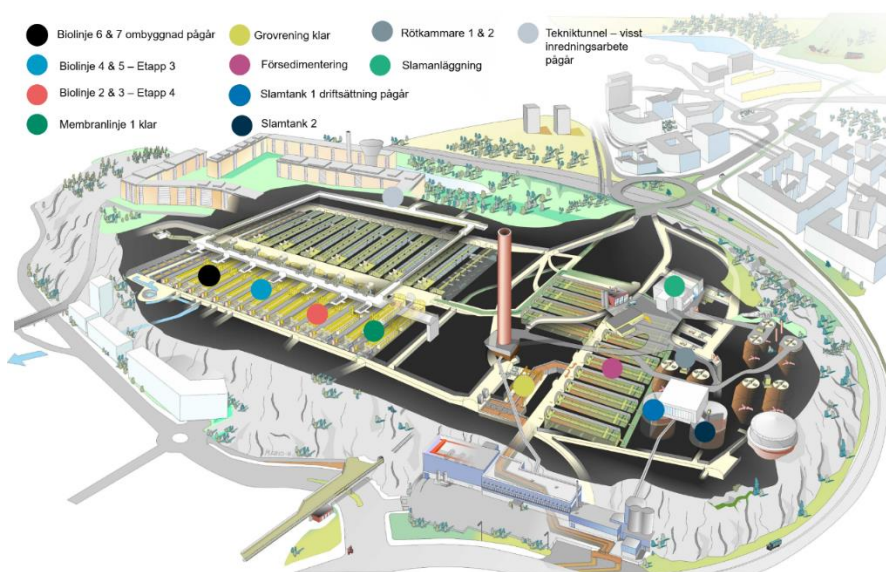 Biolinje 6 & 7 ombyggnad pågår
Biolinje 4 & 5 – Etapp 3
Biolinje 2 & 3 – Etapp 4
Membranlinje 1 klar
Grovrening klar
Försedimentering
Slamtank 1 driftsättning pågår
Slamtank 2
Rötkammare 1 & 2
Slamanläggning
Tekniktunnel – visst
inredningsarbete
pågår